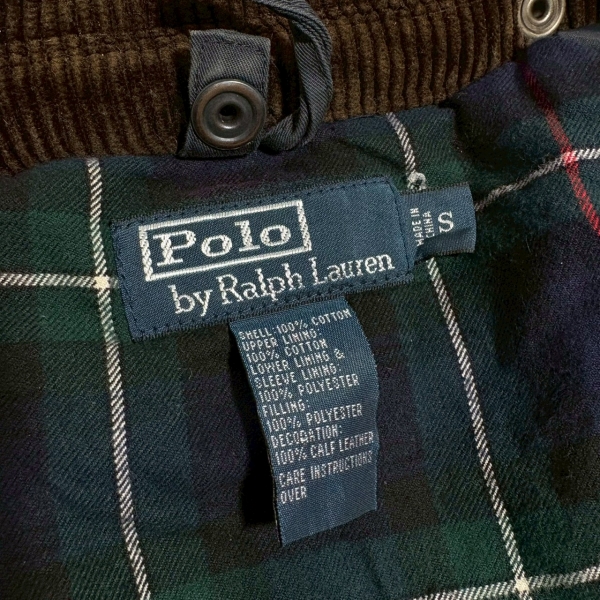 Polo
by Ralph Lauren
MADE IN
CHINA
S
SHELL:100% COTTON
UPPER LINING:
100% COTTON
LOWER LINING &
SLEEVE LINING:
100% POLYESTER
FILLING:
100% POLYESTER
DECORATION:
100% CALF LEATHER
CARE INSTRUCTIONS
OVER